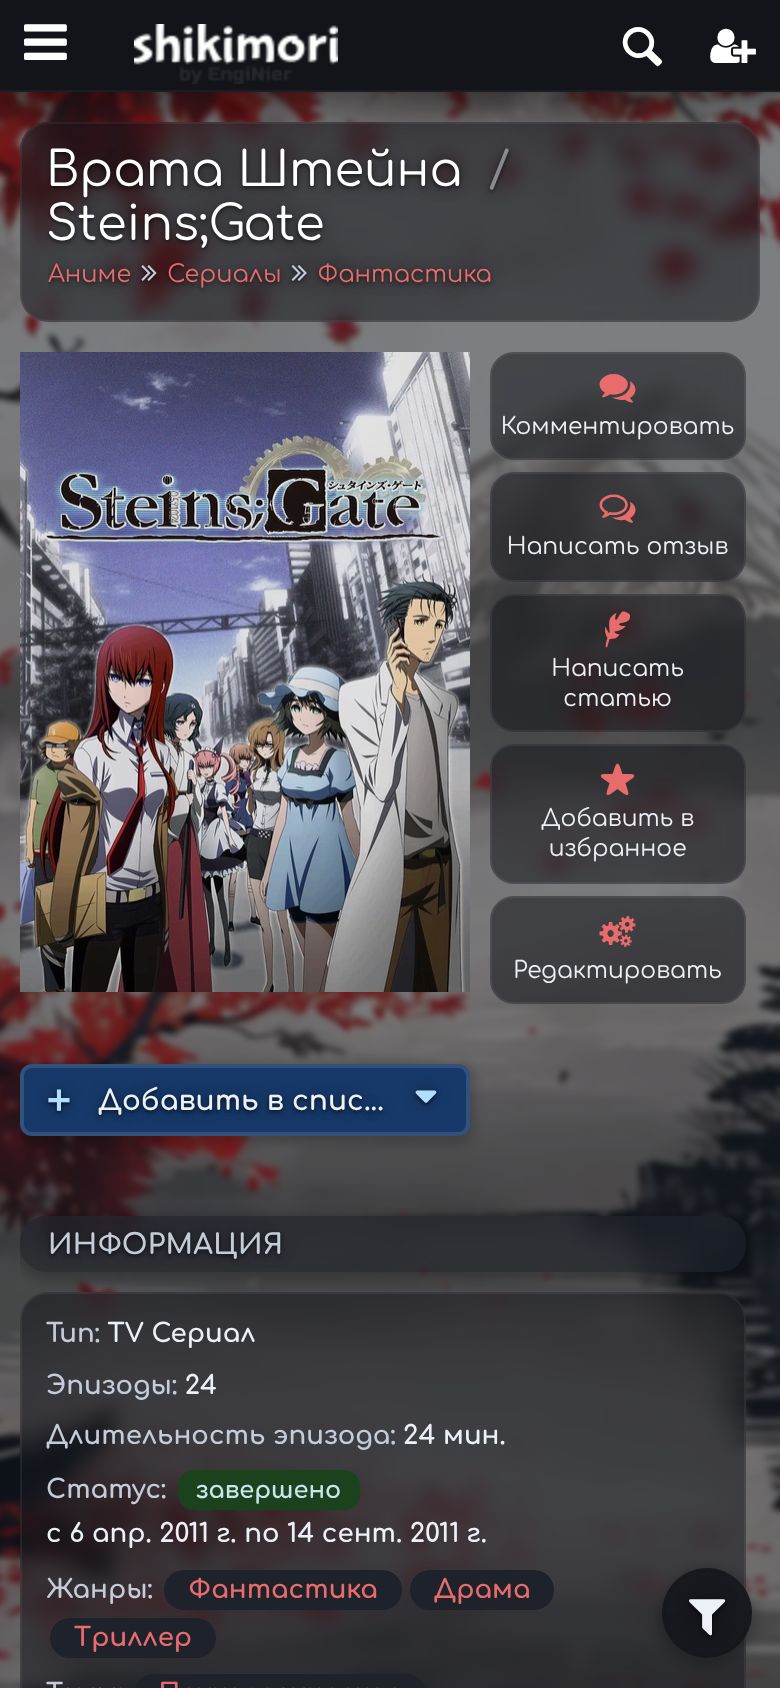 shikimori
by EngiNier
Врата Штейна /
Steins;Gate
Аниме » Сериалы » Фантастика
Steins;Gate
シュタインズ・ゲート
Комментировать
Написать отзыв
Написать
статью
Добавить в
избранное
Редактировать
+ Добавить в спис...
ИНФОРМАЦИЯ
Тип: TV Сериал
Эпизоды: 24
Длительность эпизода: 24 мин.
Статус: завершено
с 6 апр. 2011 г. по 14 сент. 2011 г.
Жанры: Фантастика Драма
Триллер